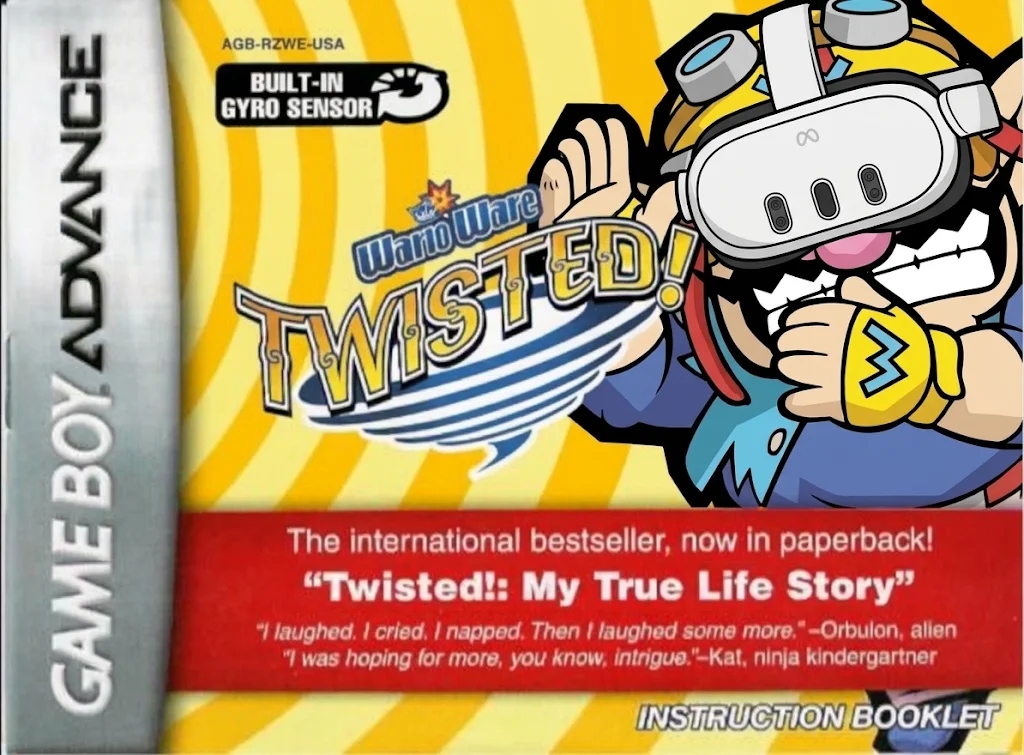 GAME BOY ADVANCE
AGB-RZWE-USA
BUILT-IN
GYRO SENSOR
WarioWare
TWISTED!
W
The international bestseller, now in paperback!
“Twisted!: My True Life Story”
“I laughed. I cried. I napped. Then I laughed some more.” –Orbulon, alien
“I was hoping for more, you know, intrigue.”–Kat, ninja kindergartner
INSTRUCTION BOOKLET